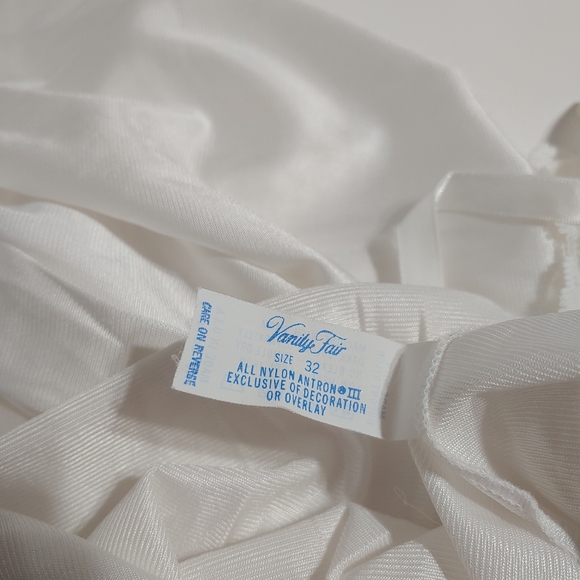 Vanity Fair
SIZE 32
ALL NYLON ANTRON® III
EXCLUSIVE OF DECORATION
OR OVERLAY
CARE ON REVERSE